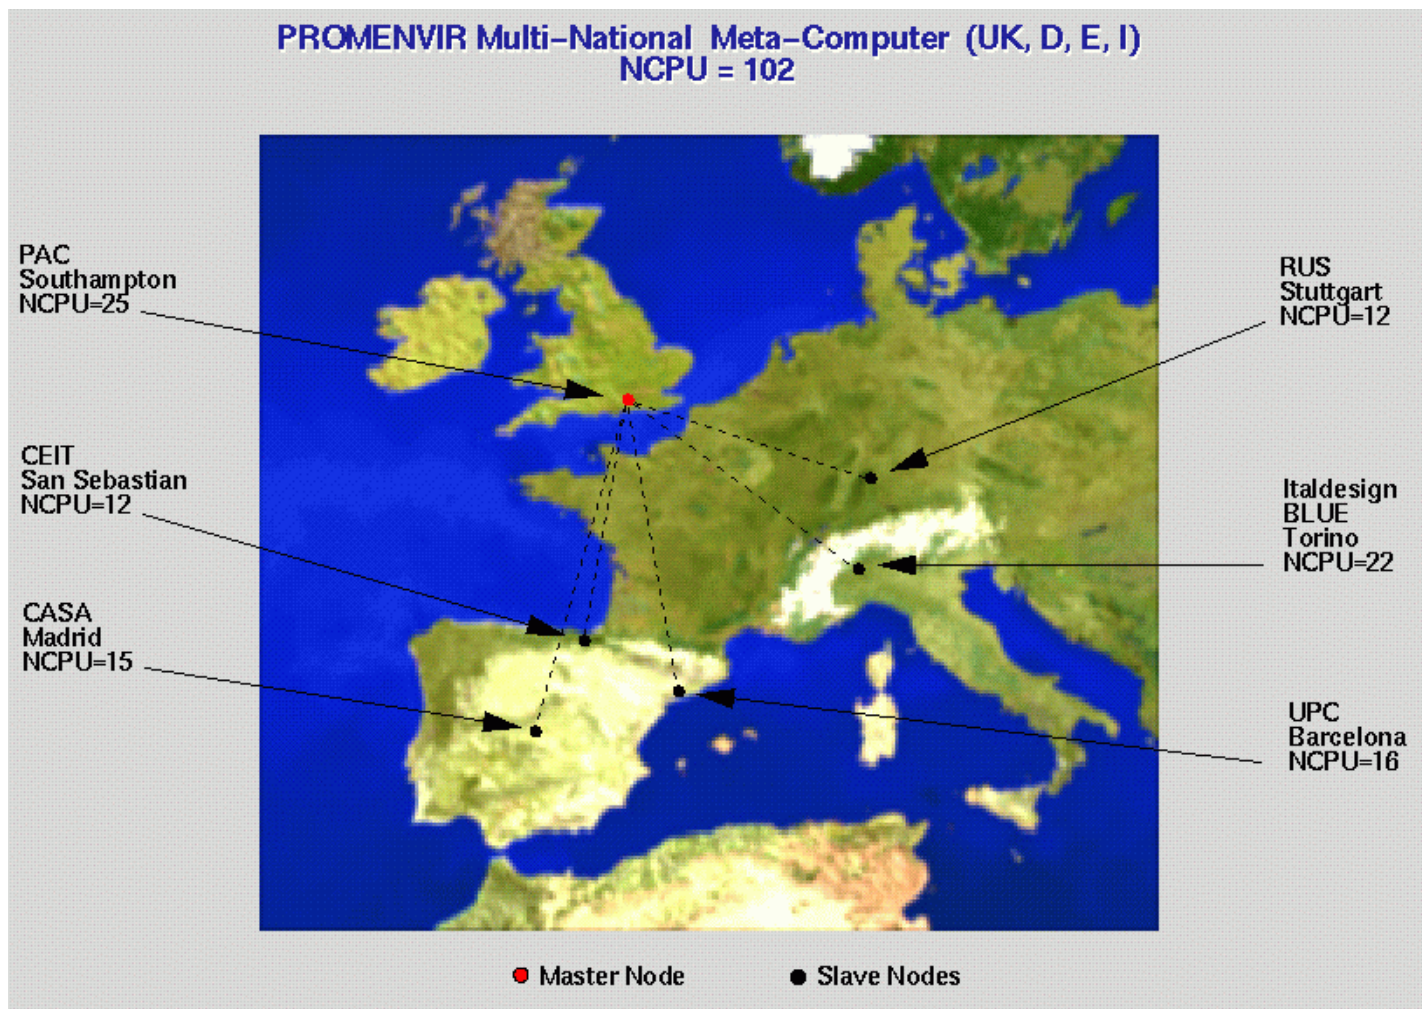 PROMENVIR Multi-National Meta-Computer (UK, D, E, I)
NCPU = 102
PAC
Southampton
NCPU=25
CEIT
San Sebastian
NCPU=12
CASA
Madrid
NCPU=15
RUS
Stuttgart
NCPU=12
Italdesign
BLUE
Torino
NCPU=22
UPC
Barcelona
NCPU=16
Master Node
Slave Nodes